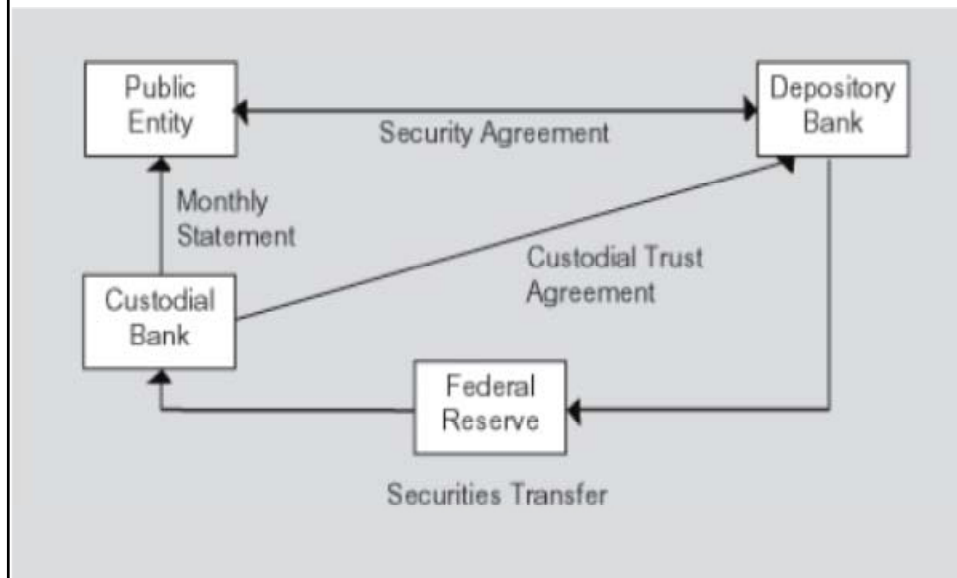 Public
Entity
Depository
Bank
Security Agreement
Monthly
Statement
Custodial Trust
Agreement
Custodial
Bank
Federal
Reserve
Securities Transfer